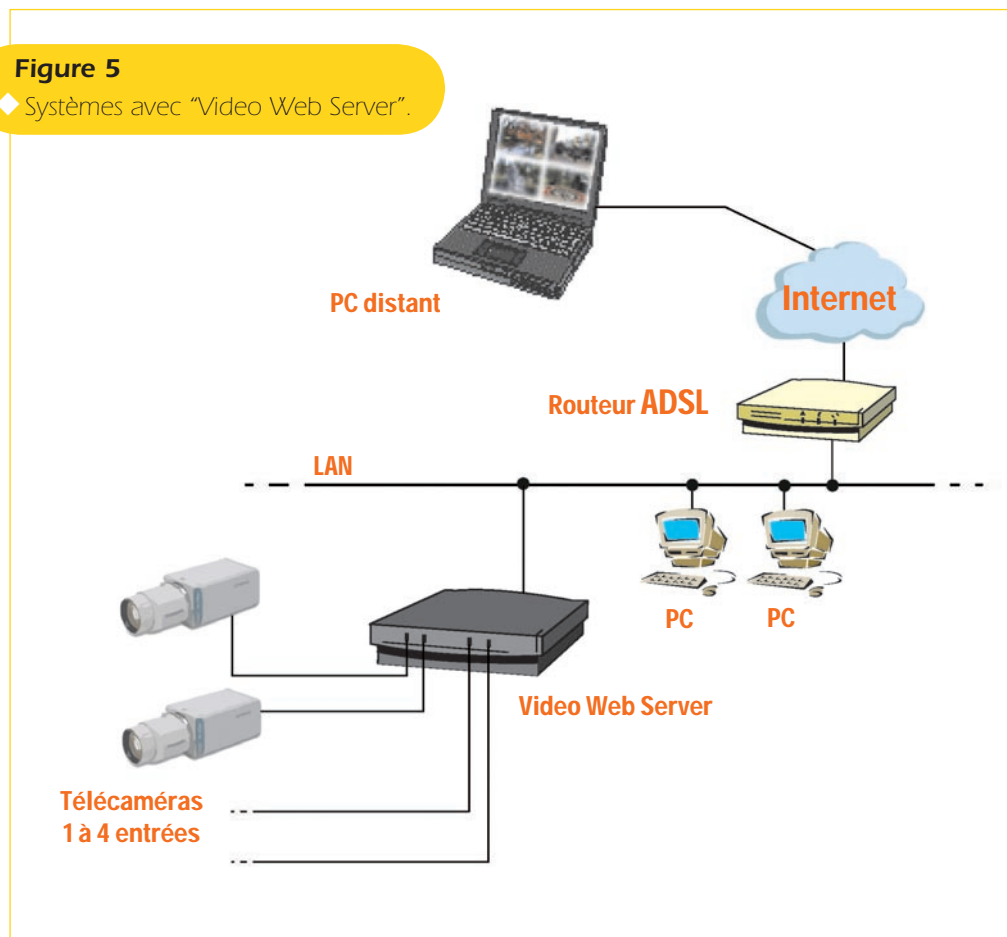 Figure 5
Systèmes avec “Video Web Server”.
PC distant
Internet
Routeur ADSL
LAN
PC
PC
Video Web Server
Télécaméras
1 à 4 entrées